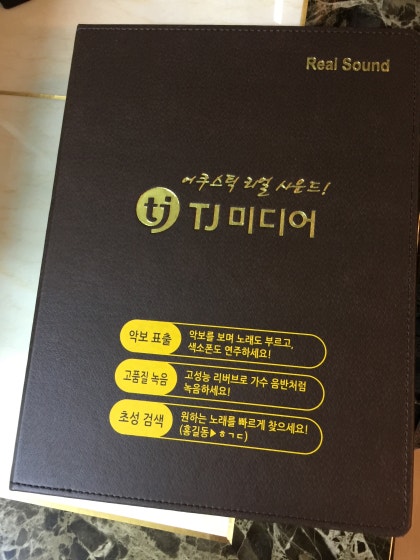 Real Sound
어쿠스틱 리얼 사운드!
tj TJ 미디어
악보 표출
악보를 보며 노래도 부르고,
색소폰도 연주하세요!
고품질 녹음
고성능 리버브로 가수 음반처럼
녹음하세요!
초성 검색
원하는 노래를 빠르게 찾으세요!
(홍길동▶ㅎㄱㄷ)